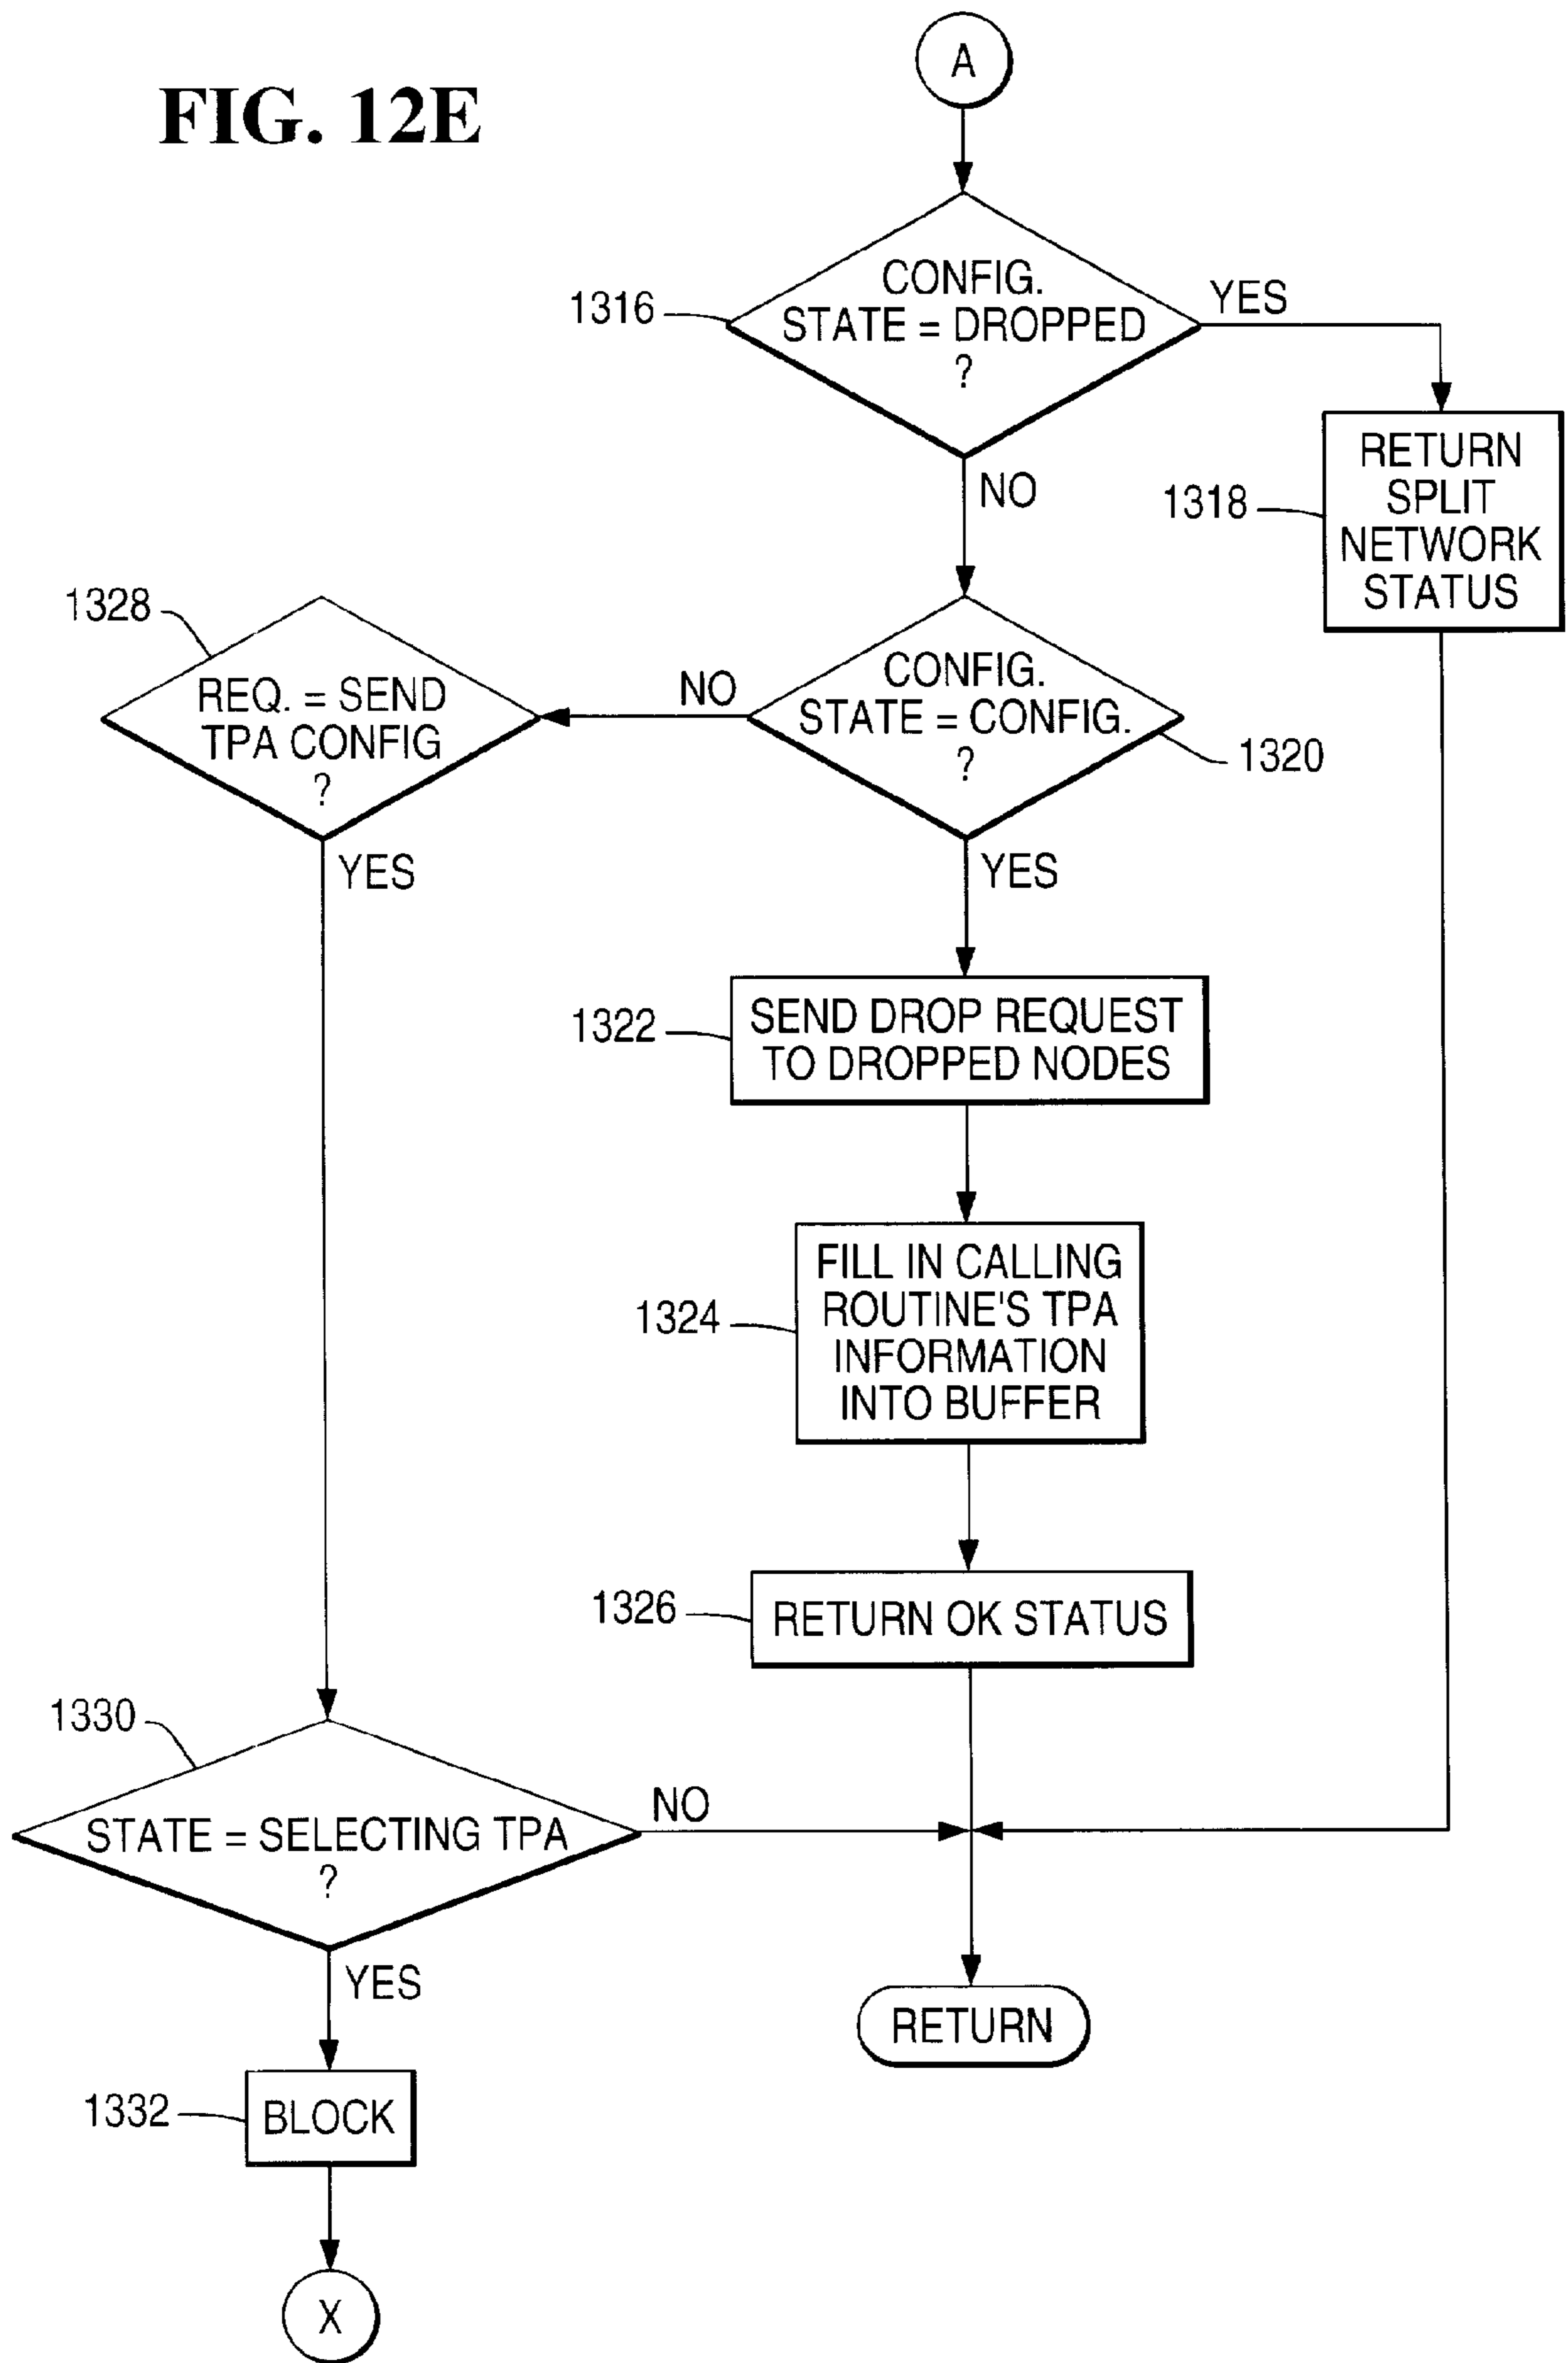 FIG. 12E
A
CONFIG.
STATE = DROPPED
?
1316
YES
NO
RETURN
SPLIT
NETWORK
STATUS
1318
1328
REQ. = SEND
TPA CONFIG
?
NO
CONFIG.
STATE = CONFIG.
?
1320
YES
YES
1322
SEND DROP REQUEST
TO DROPPED NODES
1324
FILL IN CALLING
ROUTINE'S TPA
INFORMATION
INTO BUFFER
1326
RETURN OK STATUS
1330
STATE = SELECTING TPA
?
NO
YES
RETURN
1332
BLOCK
X